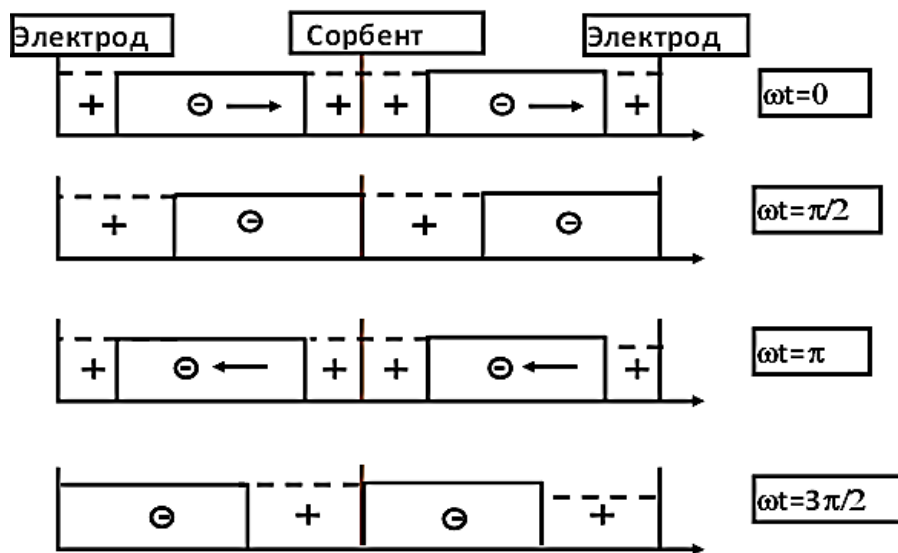 Электрод Сорбент Электрод
+ ⊖ + + ⊖ + ωt=0
+ ⊖ + ⊖ ωt=π/2
+ ⊖ + + ⊖ + ωt=π
⊖ + ⊖ + ωt=3π/2